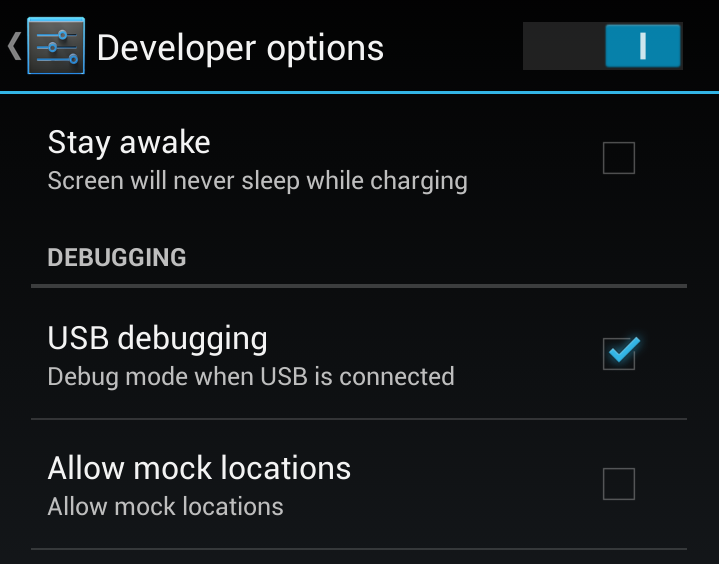 Developer options
Stay awake
Screen will never sleep while charging
DEBUGGING
USB debugging
Debug mode when USB is connected
Allow mock locations
Allow mock locations